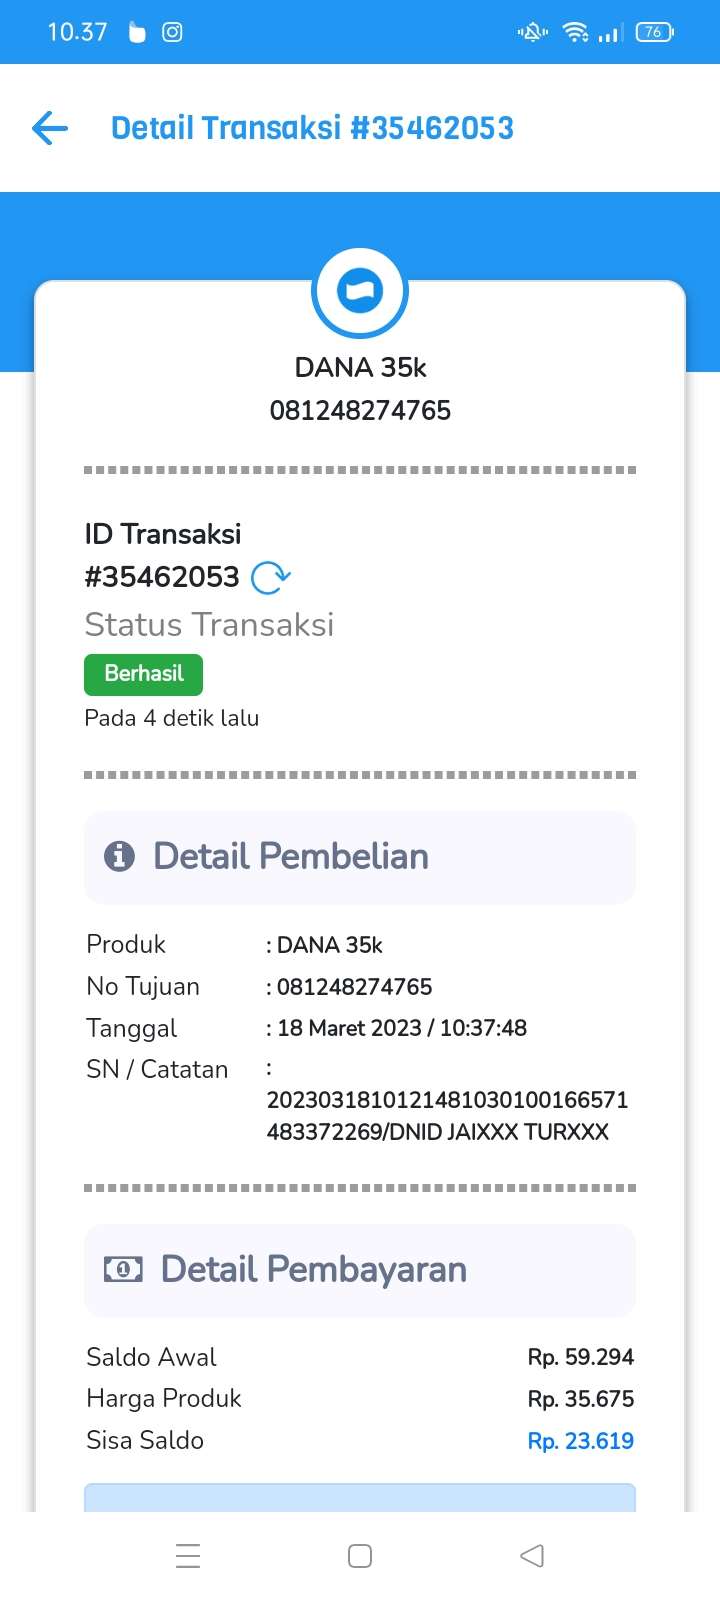 10.37
76
Detail Transaksi #35462053
DANA 35k
081248274765
ID Transaksi
#35462053
Status Transaksi
Berhasil
Pada 4 detik lalu
Detail Pembelian
Produk : DANA 35k
No Tujuan : 081248274765
Tanggal : 18 Maret 2023 / 10:37:48
SN / Catatan :
2023031810121481030100166571
483372269/DNID JAIXXX TURXXX
Detail Pembayaran
Saldo Awal Rp. 59.294
Harga Produk Rp. 35.675
Sisa Saldo Rp. 23.619